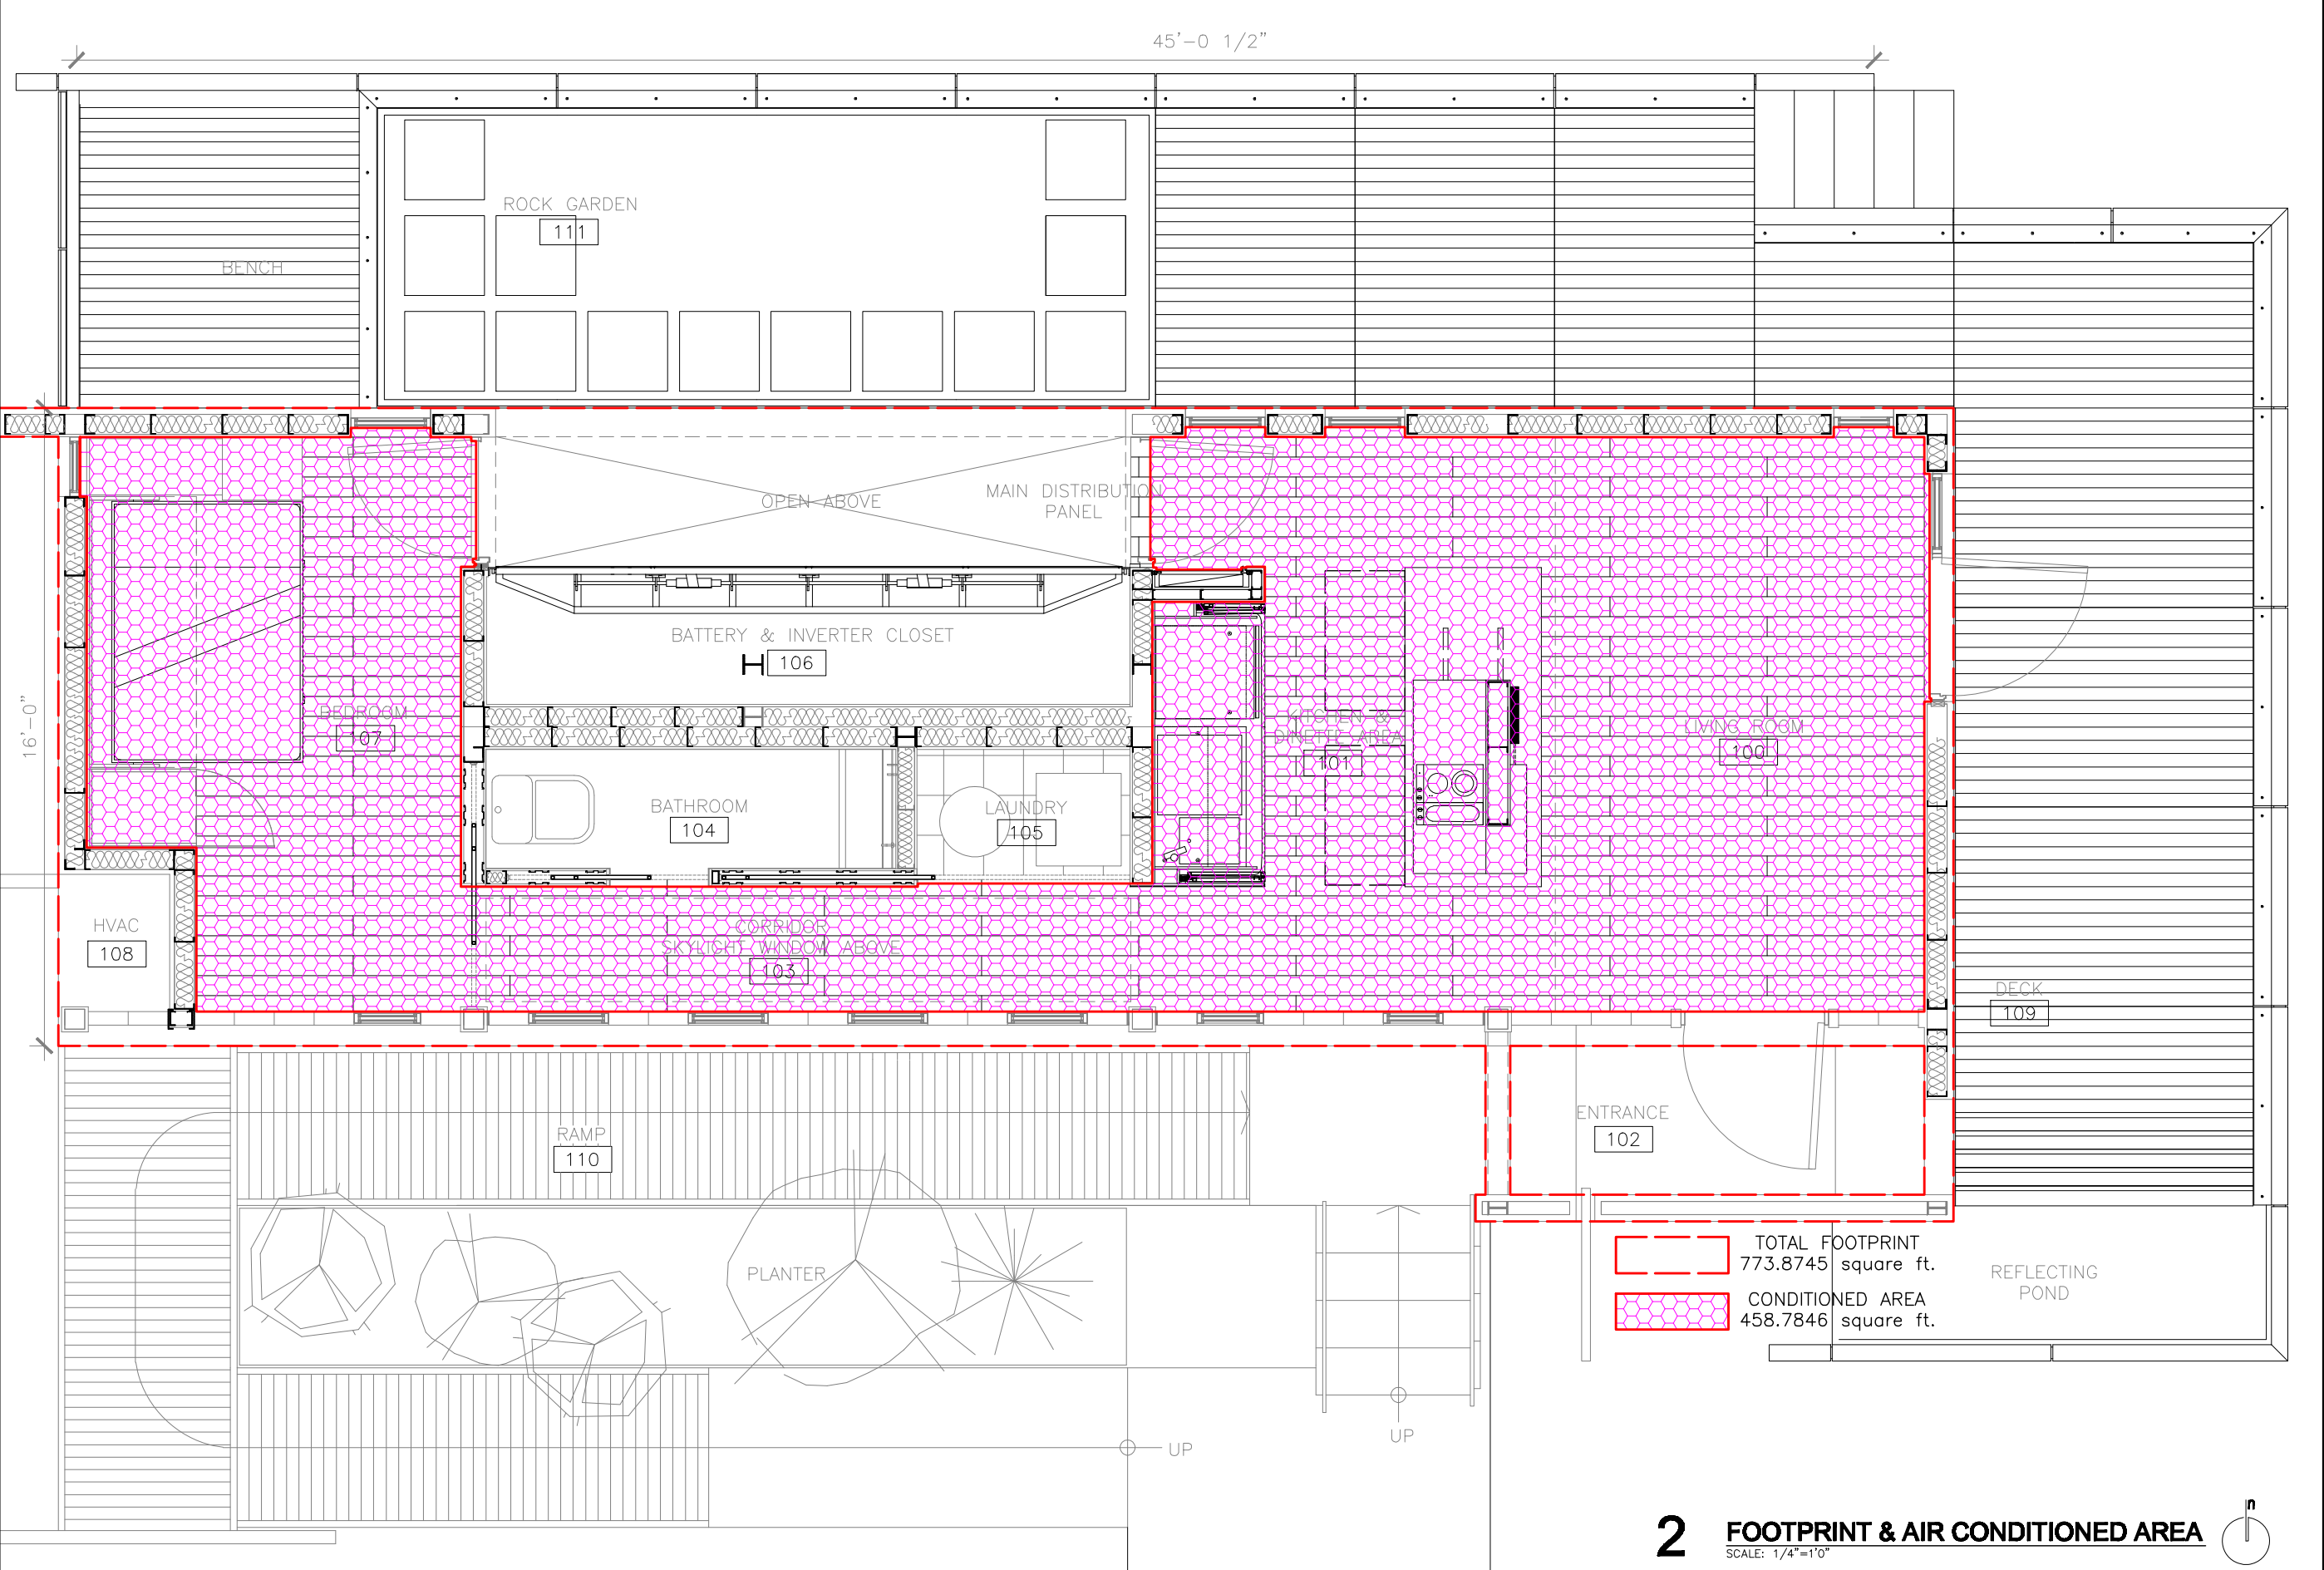 45'-0 1/2"
ROCK GARDEN
111
BENCH
OPEN ABOVE
MAIN DISTRIBUTION
PANEL
BATTERY & INVERTER CLOSET
106
16'-0"
BEDROOM
107
KITCHEN &
DINETTE AREA
101
LIVING ROOM
100
BATHROOM
104
LAUNDRY
105
HVAC
108
CORRIDOR
SKYLIGHT WINDOW ABOVE
103
DECK
109
RAMP
110
ENTRANCE
102
PLANTER
TOTAL FOOTPRINT
773.8745 square ft.
CONDITIONED AREA
458.7846 square ft.
REFLECTING
POND
UP
UP
n
2 FOOTPRINT & AIR CONDITIONED AREA
SCALE: 1/4"=1'0"